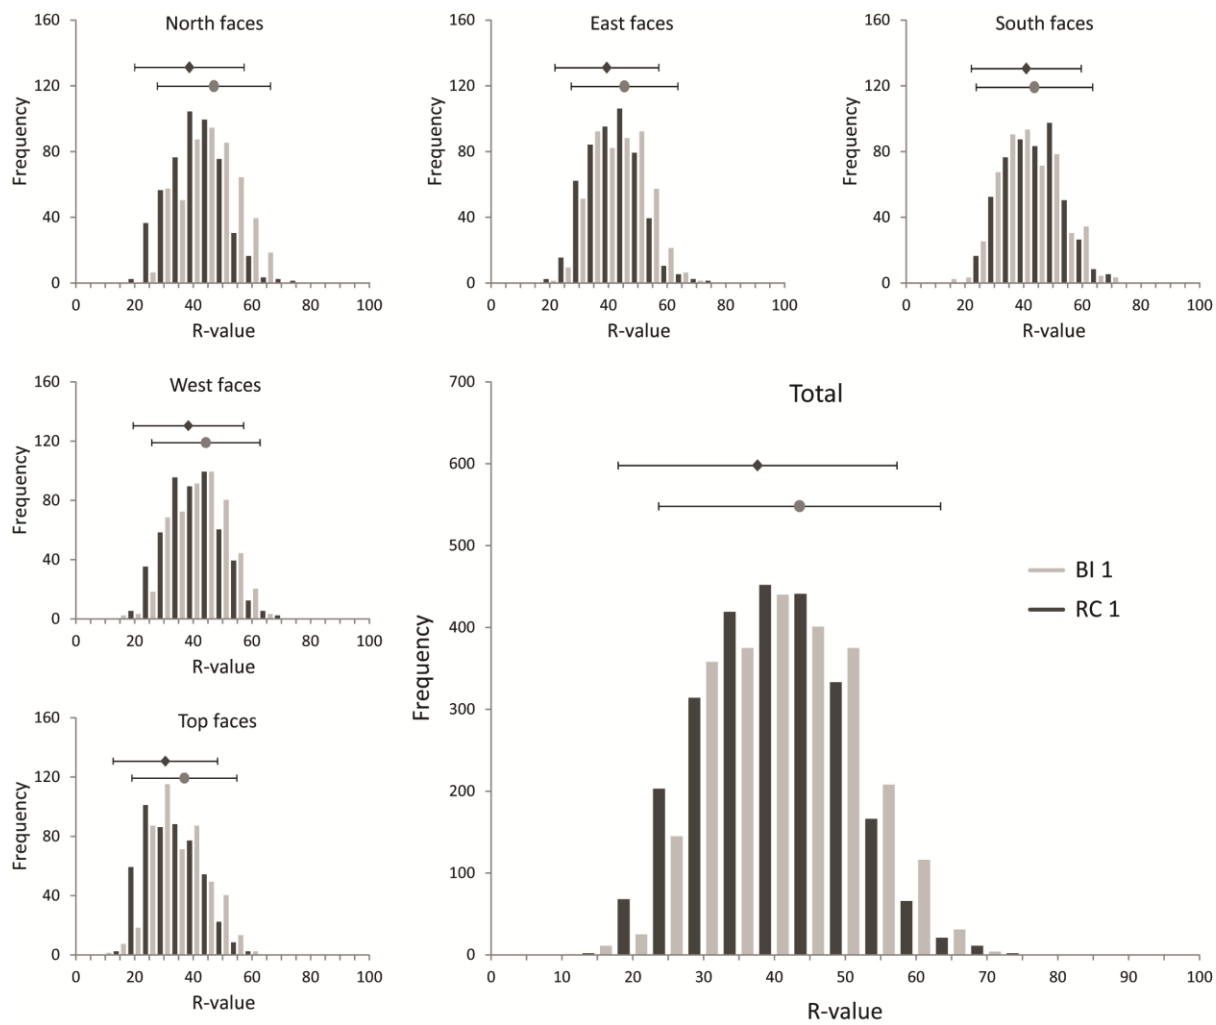 North faces
160
120
80
40
0
Frequency
0 20 40 60 80 100
R-value
East faces
160
120
80
40
0
Frequency
0 20 40 60 80 100
R-value
South faces
160
120
80
40
0
Frequency
0 20 40 60 80 100
R-value
West faces
160
120
80
40
0
Frequency
0 20 40 60 80 100
R-value
Top faces
160
120
80
40
0
Frequency
0 20 40 60 80 100
R-value
Total
700
600
500
400
300
200
100
0
Frequency
BI 1
RC 1
0 10 20 30 40 50 60 70 80 90 100
R-value